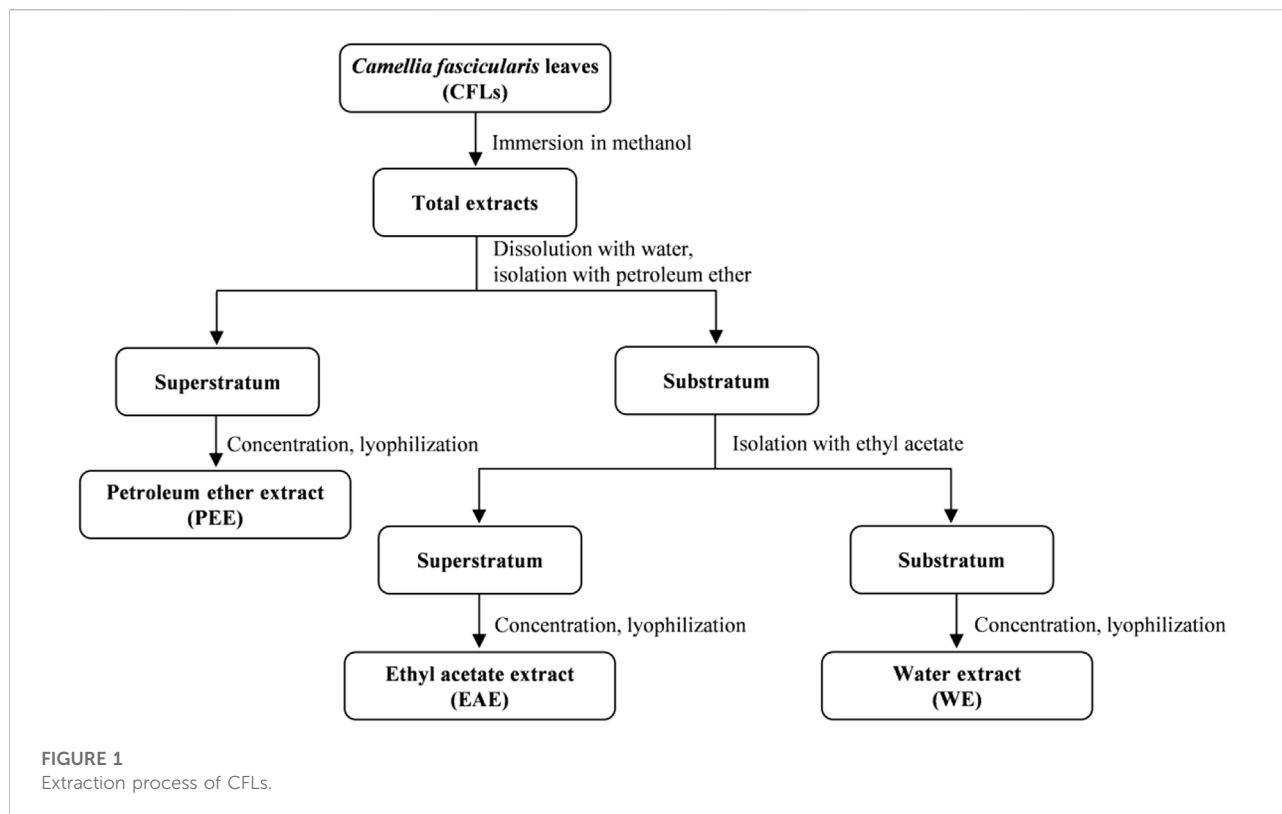 Camellia fascicularis leaves
(CFLs)
Immersion in methanol
Total extracts
Dissolution with water,
isolation with petroleum ether
Superstratum
Substratum
Concentration, lyophilization
Isolation with ethyl acetate
Petroleum ether extract
(PEE)
Superstratum
Substratum
Concentration, lyophilization
Concentration, lyophilization
Ethyl acetate extract
(EAE)
Water extract
(WE)
FIGURE 1
Extraction process of CFLs.